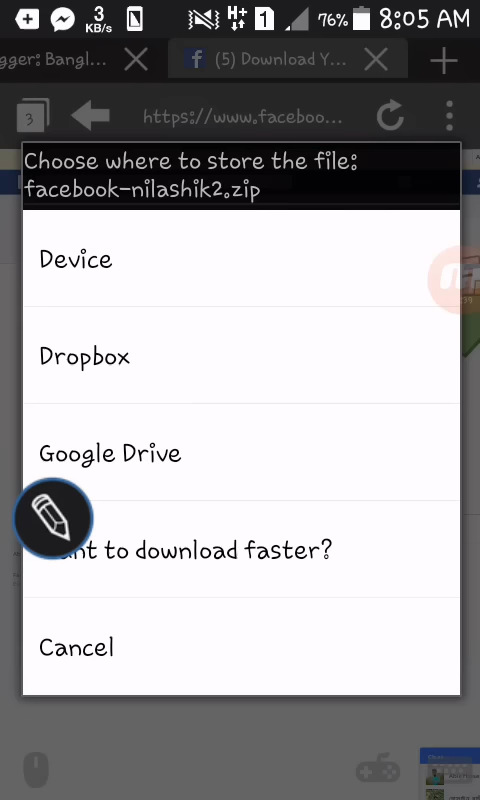 3
KB/s
H+
1
76%
8:05 AM
gger: Bangl...
f
(5) Download Y...
3
https://www.faceboo...
Choose where to store the file:
facebook-nilashik2.zip
Device
Dropbox
Google Drive
to download faster?
Cancel